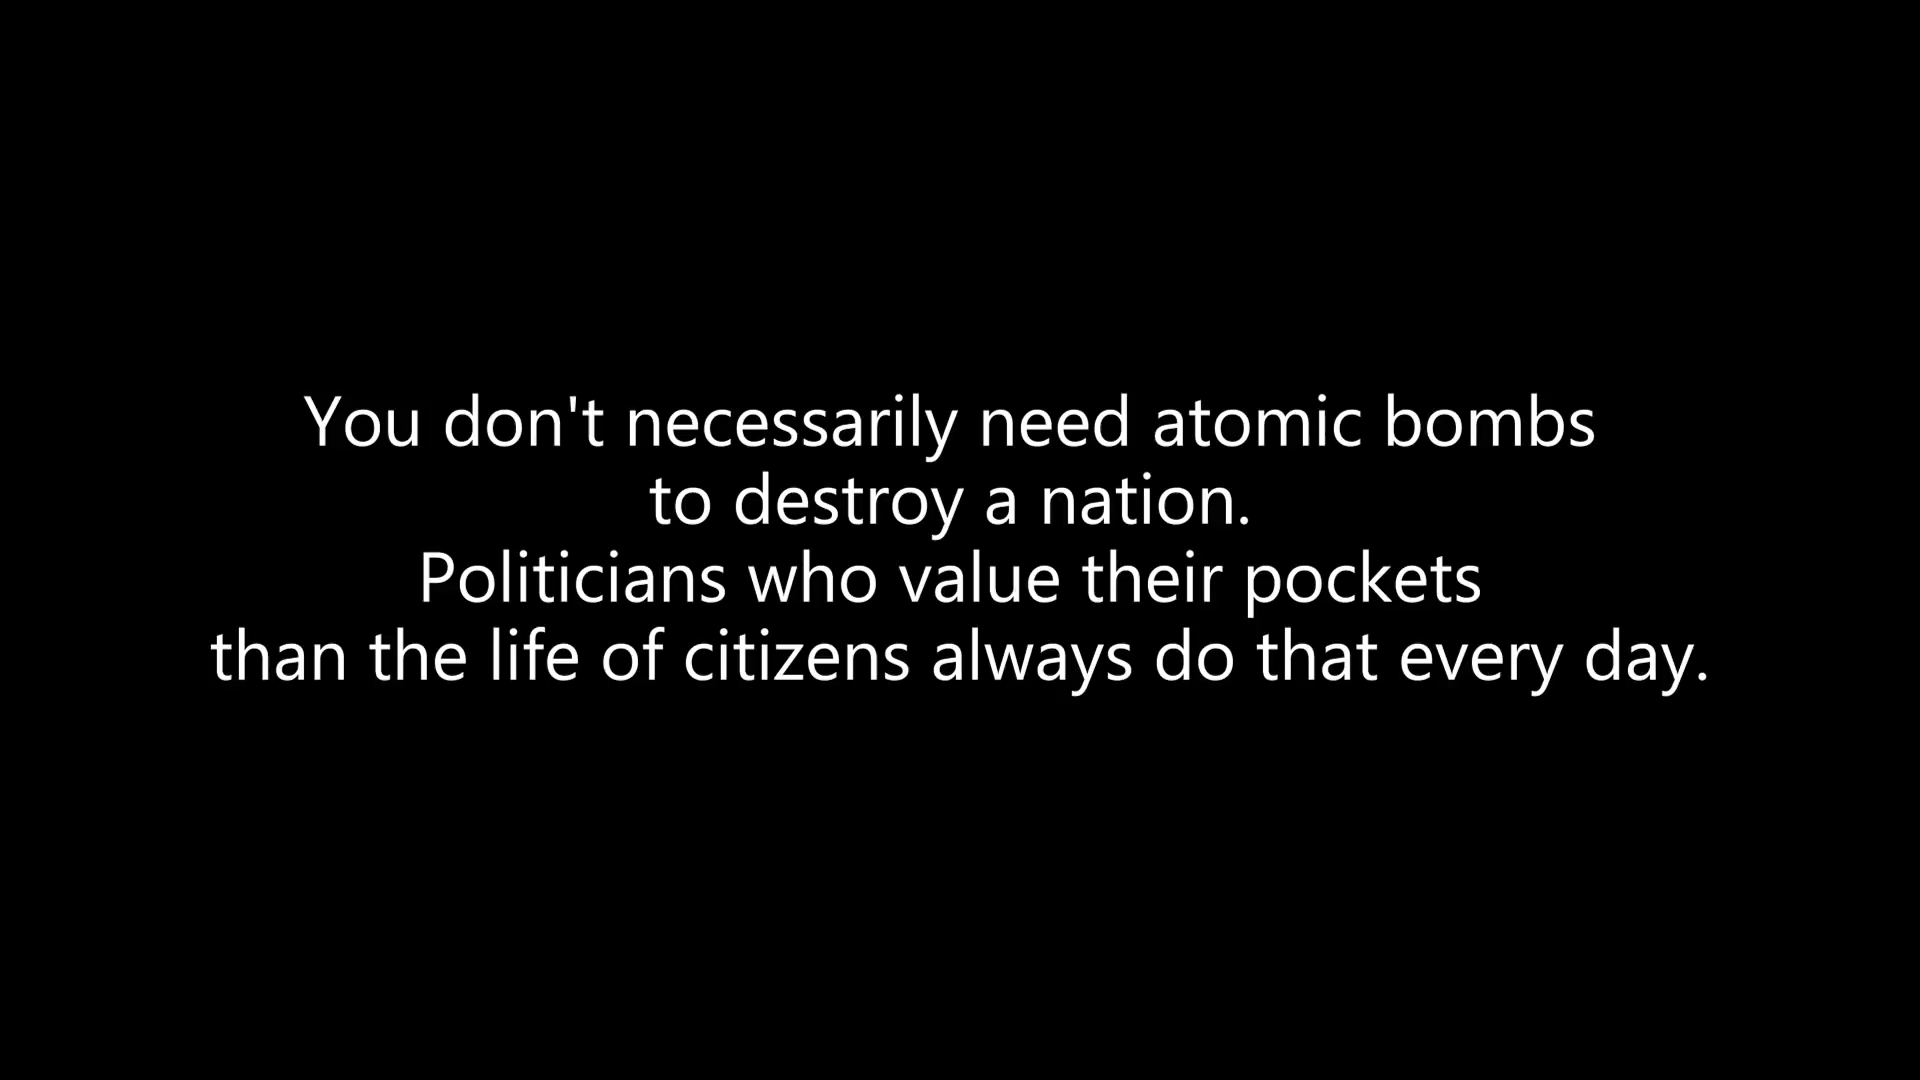 You don't necessarily need atomic bombs
to destroy a nation.
Politicians who value their pockets
than the life of citizens always do that every day.